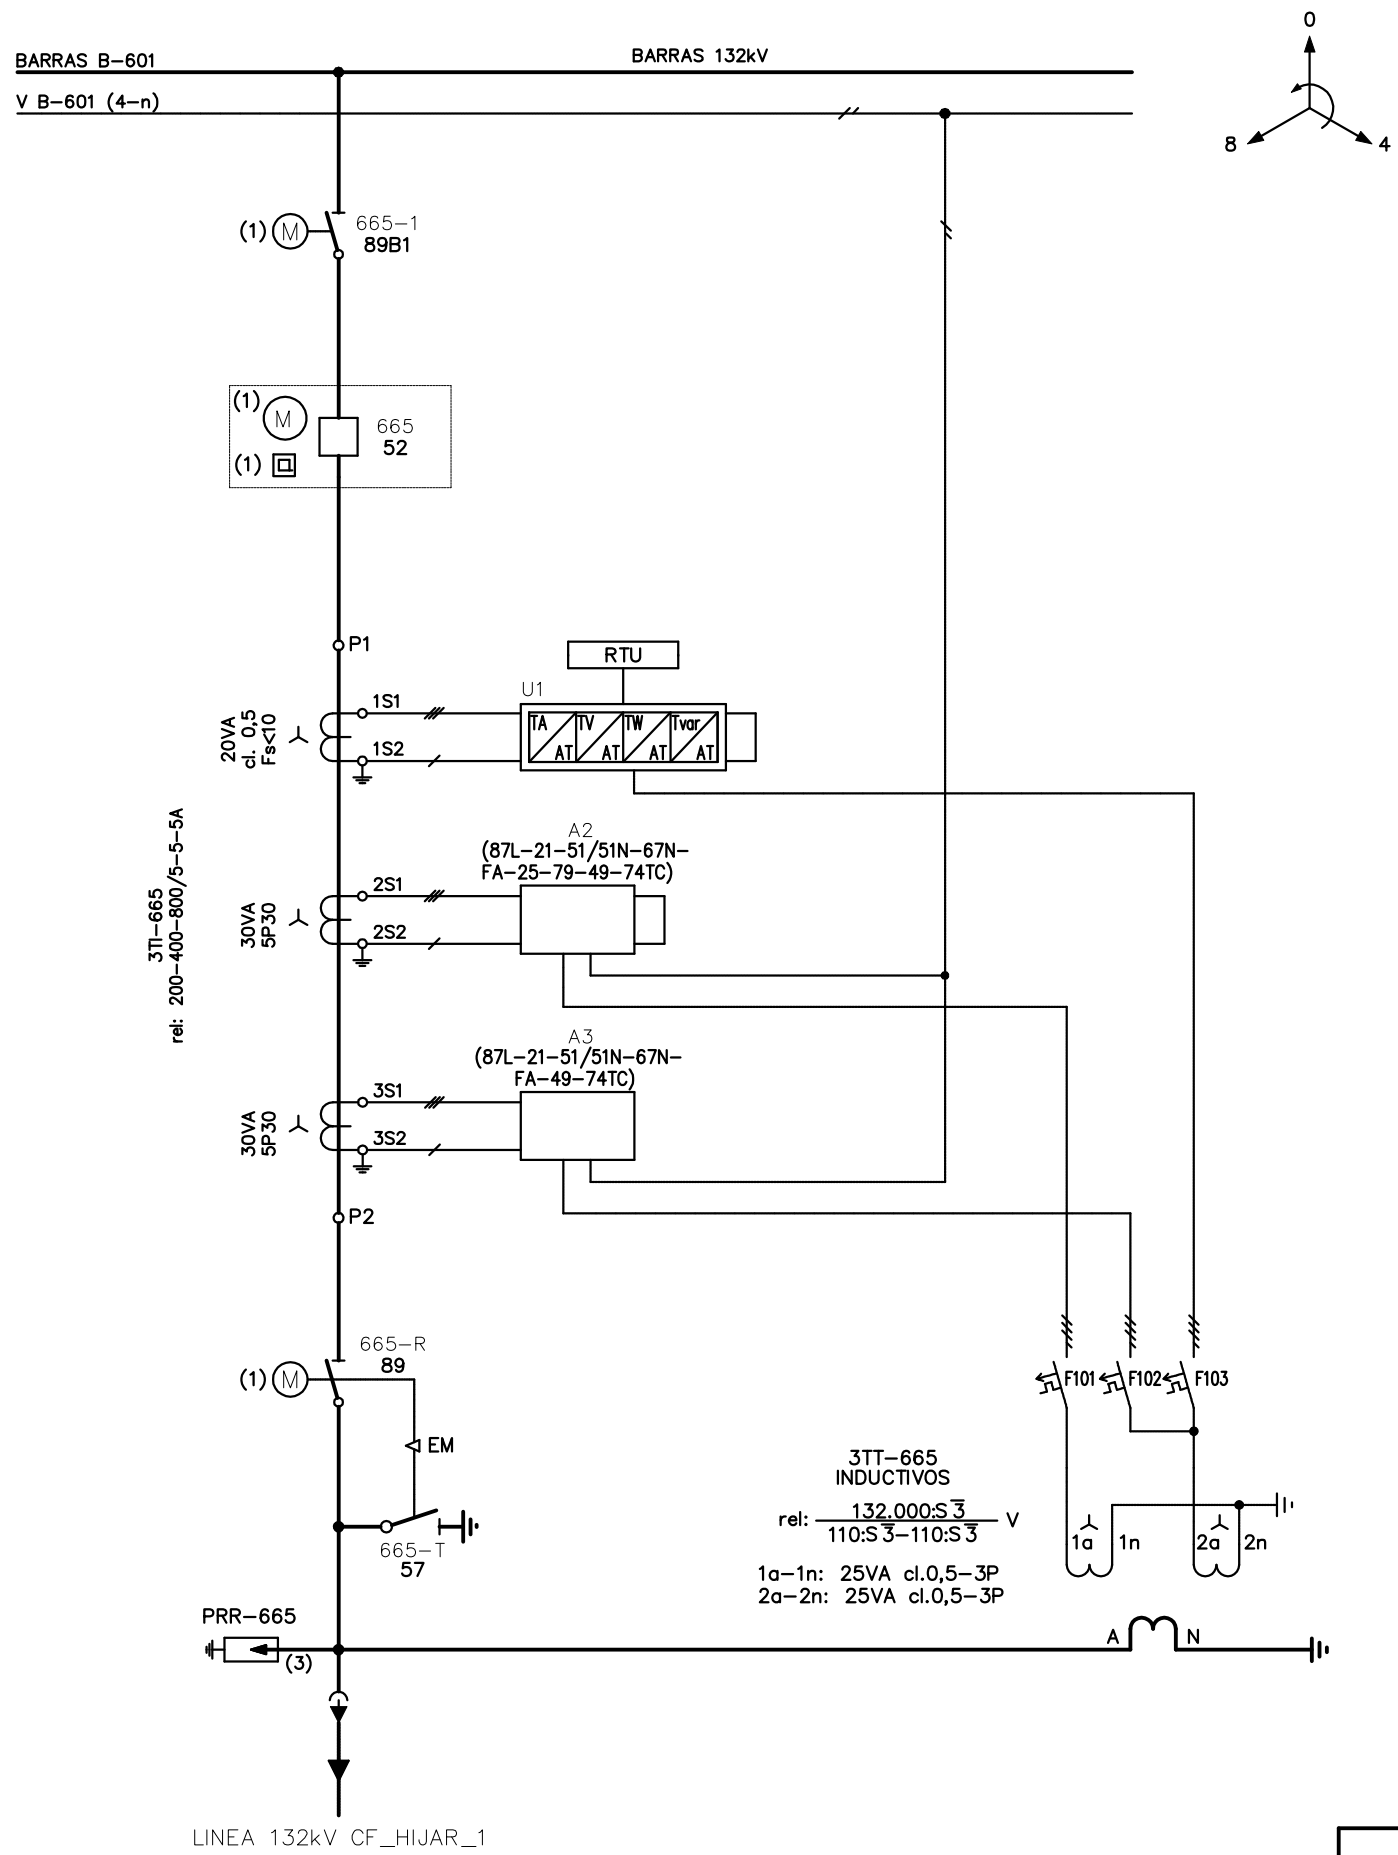 0
BARRAS B-601
BARRAS 132kV
V B-601 (4-n)
8
4
(1)
M
665-1
89B1
(1)
M
665
52
(1)
P1
RTU
U1
20VA
cl. 0,5
Fs<10
1S1
1S2
TA
AT
TV
AT
TW
AT
Tvar
AT
3TI-665
rel: 200-400-800/5-5-5A
A2
(87L-21-51/51N-67N-
FA-25-79-49-74TC)
30VA
5P30
2S1
2S2
A3
(87L-21-51/51N-67N-
FA-49-74TC)
30VA
5P30
3S1
3S2
P2
665-R
89
(1)
M
EM
665-T
57
F101
F102
F103
3TT-665
INDUCTIVOS
rel: 132.000:S 3̅
110:S 3̅-110:S 3̅
V
1a
1n
2a
2n
1a-1n: 25VA cl.0,5-3P
2a-2n: 25VA cl.0,5-3P
PRR-665
(3)
A
N
LINEA 132kV CF_HIJAR_1